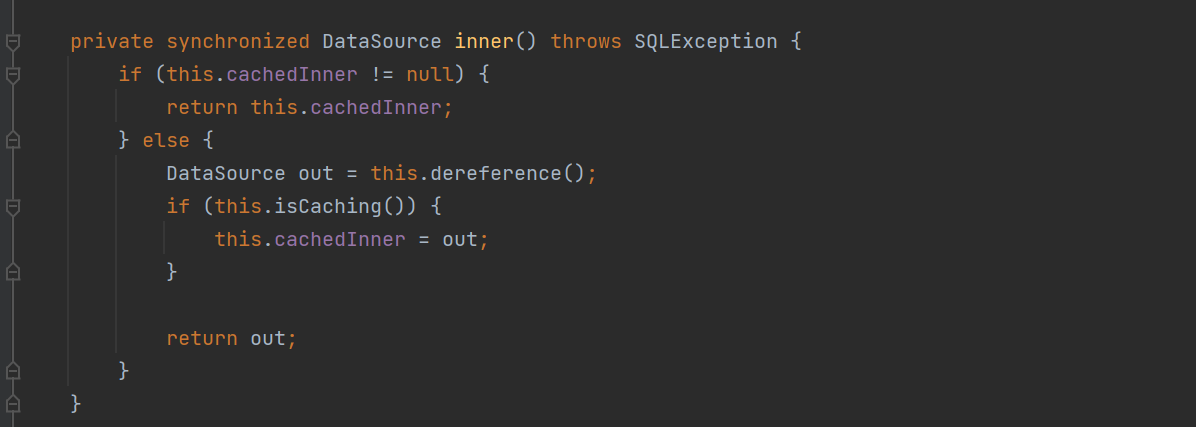 private synchronized DataSource inner() throws SQLException {
    if (this.cachedInner != null) {
        return this.cachedInner;
    } else {
        DataSource out = this.dereference();
        if (this.isCaching()) {
            this.cachedInner = out;
        }

        return out;
    }
}